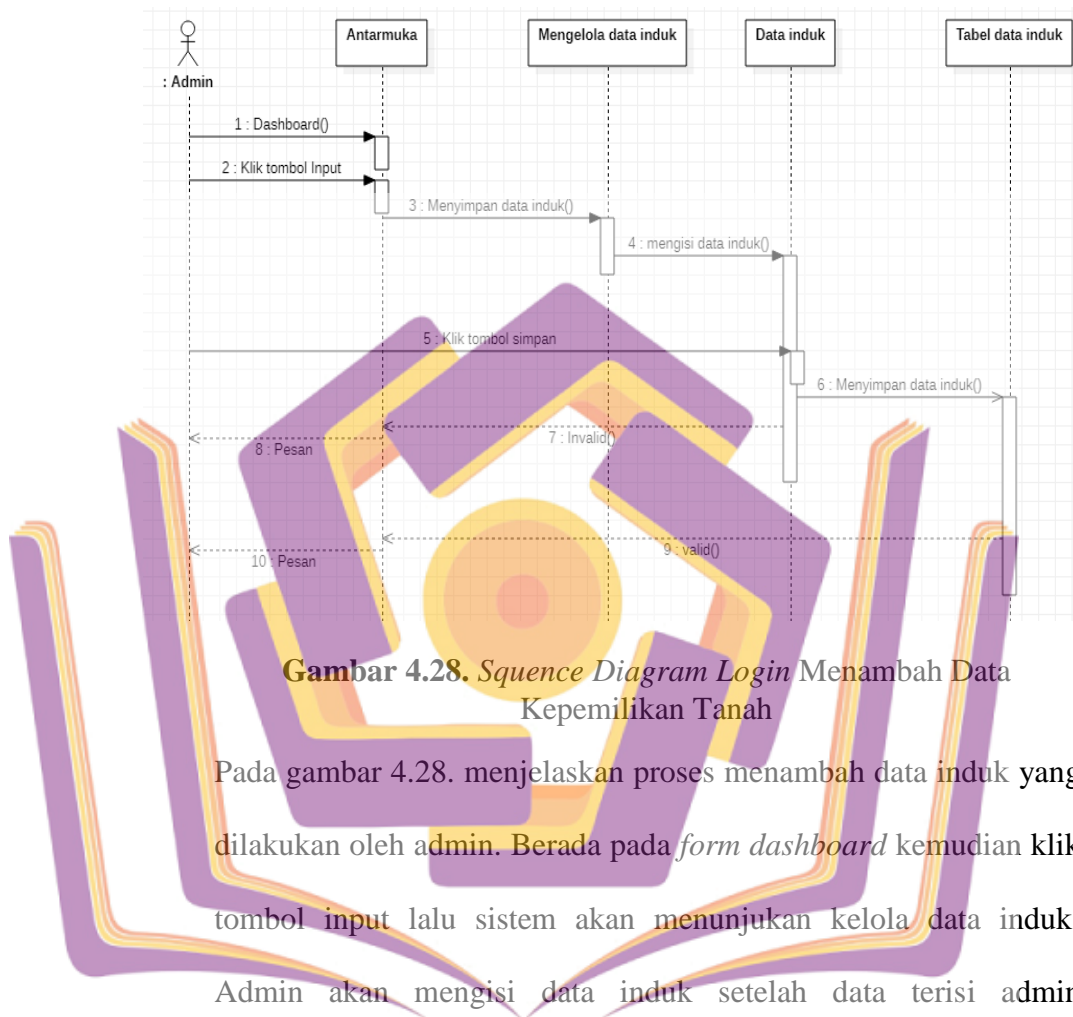 Antarmuka
Mengelola data induk
Data induk
Tabel data induk
: Admin
1 : Dashboard()
2 : Klik tombol Input
3 : Menyimpan data induk()
4 : mengisi data induk()
5 : Klik tombol simpan
6 : Menyimpan data induk()
7 : Invalid()
8 : Pesan
9 : valid()
10 : Pesan
Gambar 4.28. Squence Diagram Login Menambah Data
Kepemilikan Tanah
Pada gambar 4.28. menjelaskan proses menambah data induk yang
dilakukan oleh admin. Berada pada form dashboard kemudian klik
tombol input lalu sistem akan menunjukan kelola data induk.
Admin akan mengisi data induk setelah data terisi admin